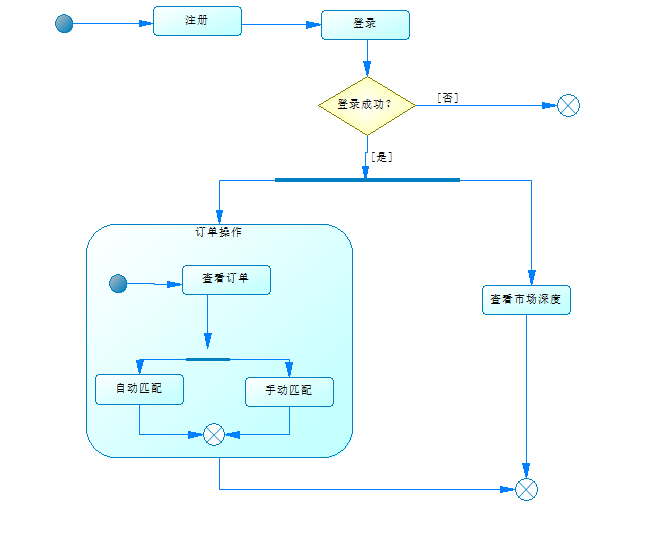 注册
登录
登录成功？
[否]
[是]
订单操作
查看订单
查看市场深度
自动匹配
手动匹配